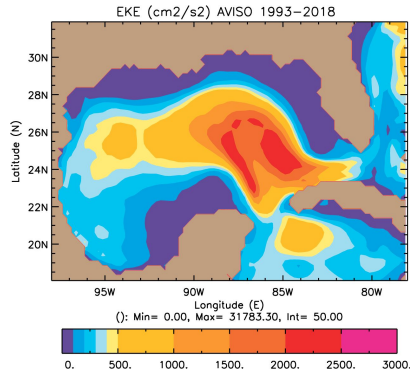 EKE (cm2/s2) AVISO 1993-2018
Latitude (N)
30N
28N
26N
24N
22N
20N
95W 90W 85W 80W
Longitude (E)
(): Min= 0.00, Max= 31783.30, Int= 50.00
0. 500. 1000. 1500. 2000. 2500. 3000.